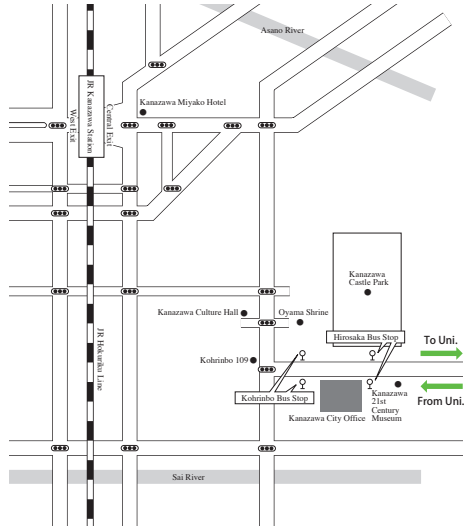 Asano River
Kanazawa Miyako Hotel
JR Kanazawa Station
Central Exit
West Exit
Kanazawa
Castle Park
Kanazawa Culture Hall
Oyama Shrine
Hirosaka Bus Stop
To Uni.
JR Hokuriku Line
Kohrinbo 109
Kohrinbo Bus Stop
Kanazawa City Office
Kanazawa
21st
Century
Museum
From Uni.
Sai River